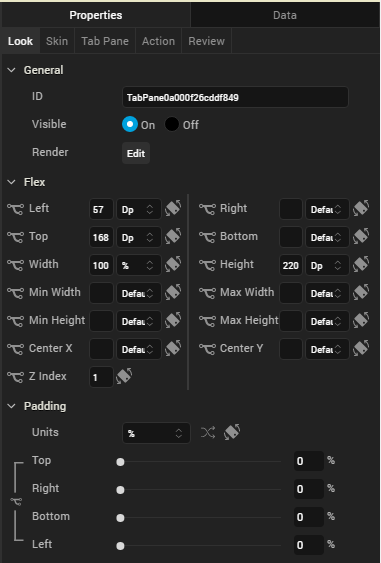 Properties Data
Look Skin Tab Pane Action Review
General
ID TabPane0a000f26cddf849
Visible On Off
Render Edit
Flex
Left 57 Dp Right Defau
Top 168 Dp Bottom Defau
Width 100 % Height 220 Dp
Min Width Defau Max Width Defau
Min Height Defau Max Height Defau
Center X Defau Center Y Defau
Z Index 1
Padding
Units %
Top 0 %
Right 0 %
Bottom 0 %
Left 0 %